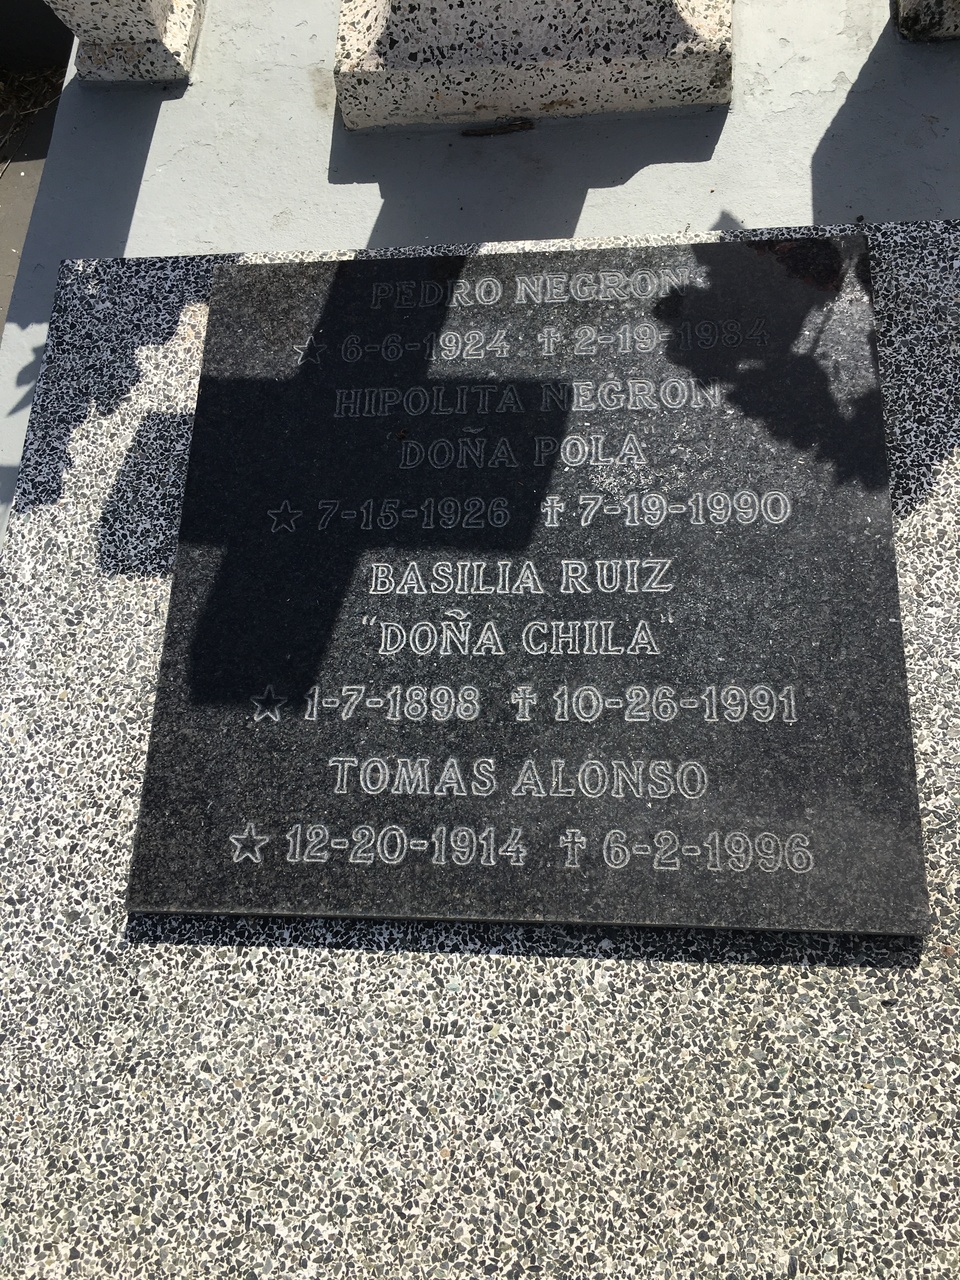 PEDRO NEGRON
☆ 6-6-1924 ✝ 2-19-1984
HIPOLITA NEGRON
"DOÑA POLA"
☆ 7-15-1926 ✝ 7-19-1990
BASILIA RUIZ
"DOÑA CHILA"
☆ 1-7-1898 ✝ 10-26-1991
TOMAS ALONSO
☆ 12-20-1914 ✝ 6-2-1996